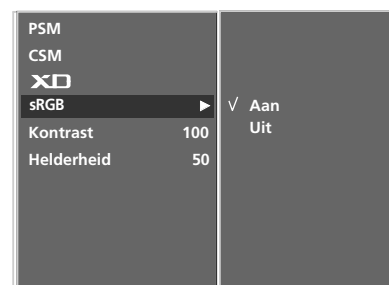 PSM
CSM
XD
sRGB
√ Aan
Uit
Kontrast 100
Helderheid 50